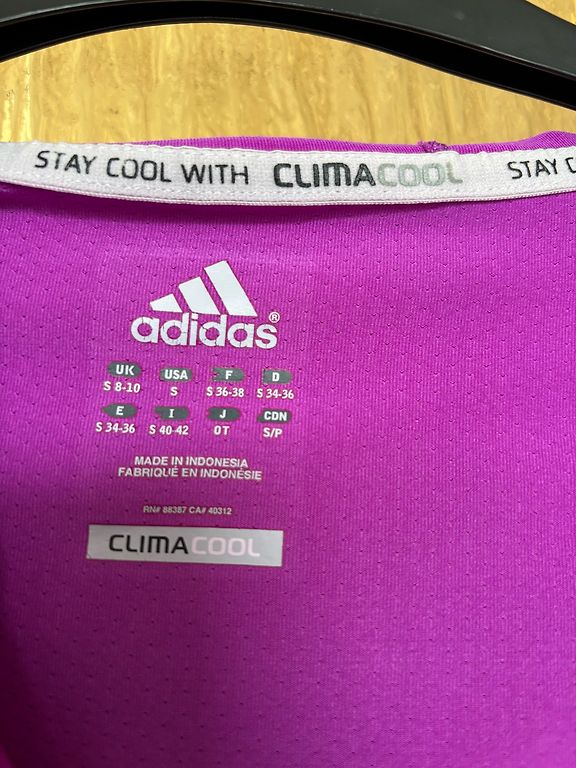 STAY COOL WITH CLIMACOOL STAY C
adidas®
UK USA F D
S 8-10 S S 36-38 S 34-36
E I J CDN
S 34-36 S 40-42 OT S/P
MADE IN INDONESIA
FABRIQUÉ EN INDONÉSIE
RN# 88387 CA# 40312
CLIMACOOL